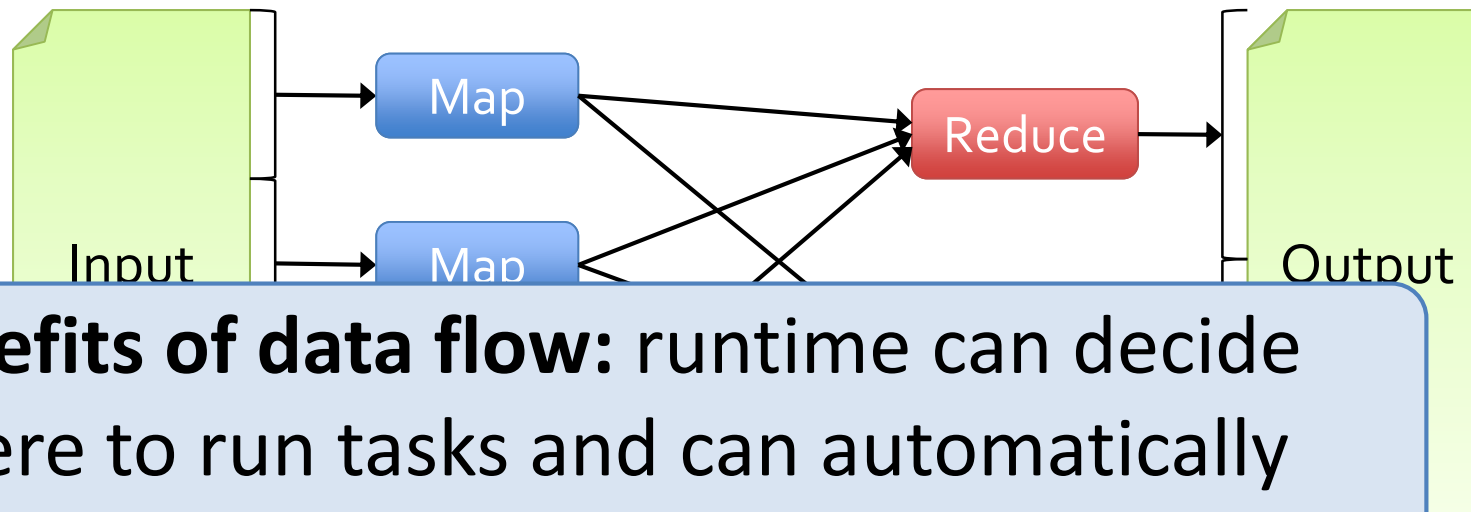 Map
Reduce
Input
Map
Output
efits of data flow: runtime can decide
ere to run tasks and can automatically